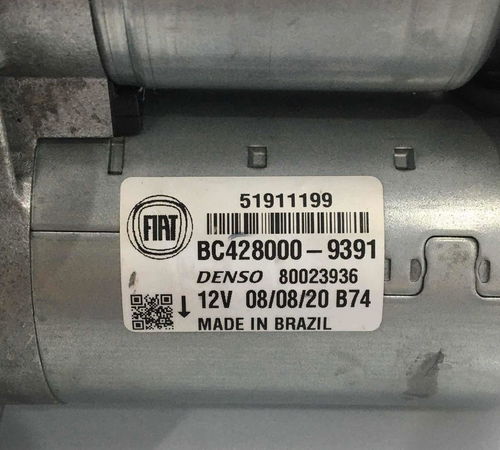 51911199
FIAT
BC428000-9391
DENSO 80023936
12V 08/08/20 B74
MADE IN BRAZIL